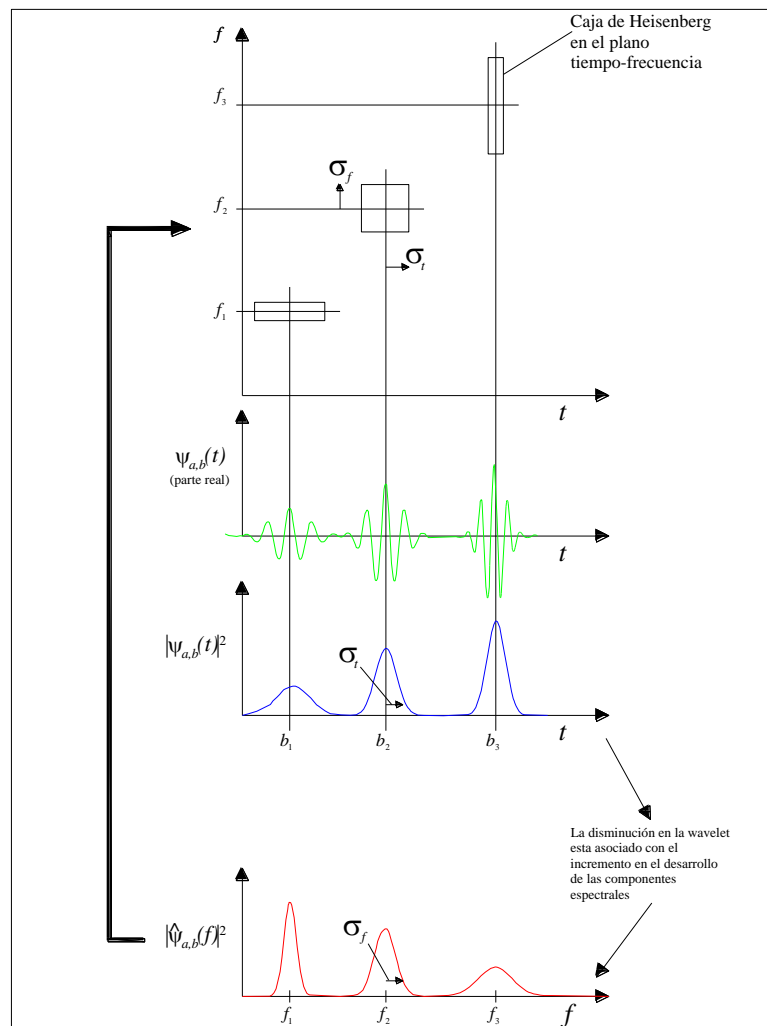 Caja de Heisenberg
en el plano
tiempo-frecuencia
f
f₃
σf
f₂
σt
f₁
t
ψa,b(t)
(parte real)
t
|ψa,b(t)|²
σt
b₁ b₂ b₃ t
La disminución en la wavelet
esta asociado con el
incremento en el desarrollo
de las componentes
espectrales
|ψ̂a,b(f)|²
σf
f₁ f₂ f₃ f